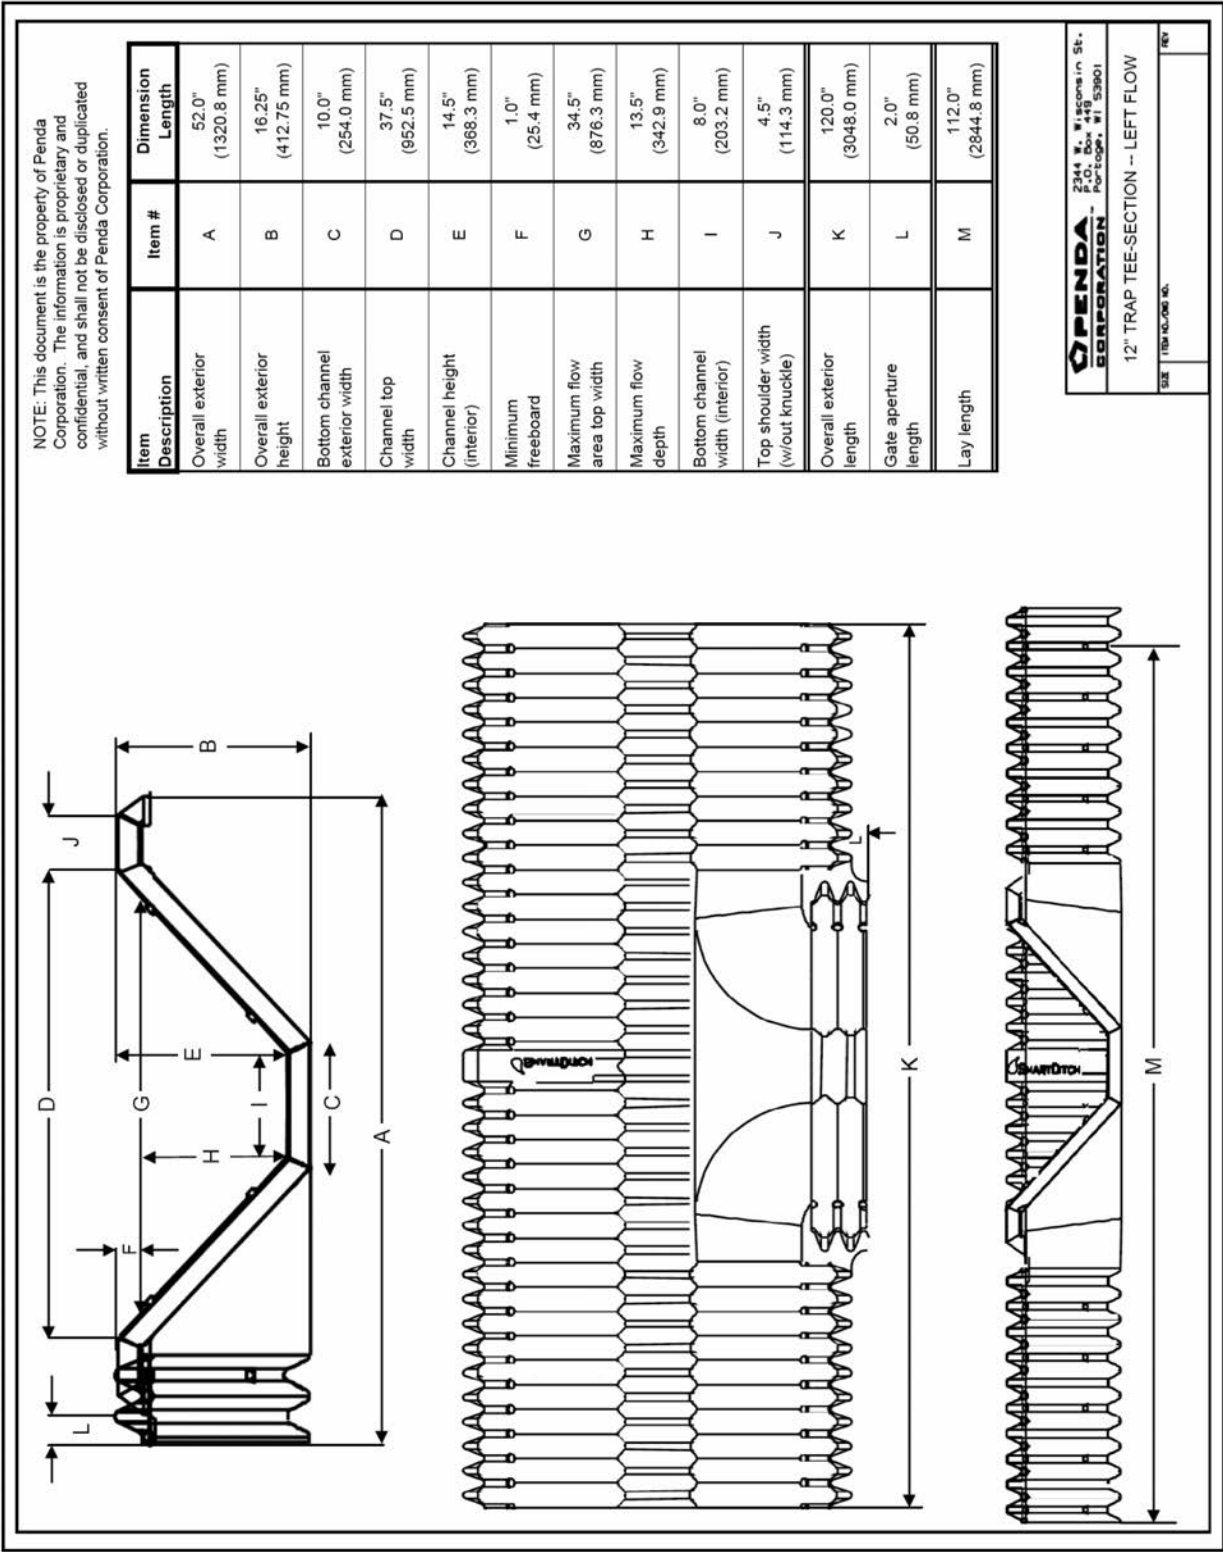 NOTE: This document is the property of Penda
Corporation. The information is proprietary and
confidential, and shall not be disclosed or duplicated
without written consent of Penda Corporation.
Item Description Item # Dimension Length
Overall exterior width A 52.0" (1320.8 mm)
Overall exterior height B 16.25" (412.75 mm)
Bottom channel exterior width C 10.0" (254.0 mm)
Channel top width D 37.5" (952.5 mm)
Channel height (interior) E 14.5" (368.3 mm)
Minimum freeboard F 1.0" (25.4 mm)
Maximum flow area top width G 34.5" (876.3 mm)
Maximum flow depth H 13.5" (342.9 mm)
Bottom channel width (interior) I 8.0" (203.2 mm)
Top shoulder width (w/out knuckle) J 4.5" (114.3 mm)
Overall exterior length K 120.0" (3048.0 mm)
Gate aperture length L 2.0" (50.8 mm)
Lay length M 112.0" (2844.8 mm)
L
F
D
G
H
E
I
C
A
J
B
SMARTDITCH
L
K
SMARTDITCH
M
PENDA
CORPORATION
2344 W. Wisconsin St.
P.O. Box 449
Portage, WI 53901
12" TRAP TEE-SECTION -- LEFT FLOW
SIZE ITEM NO./DWG NO. REV